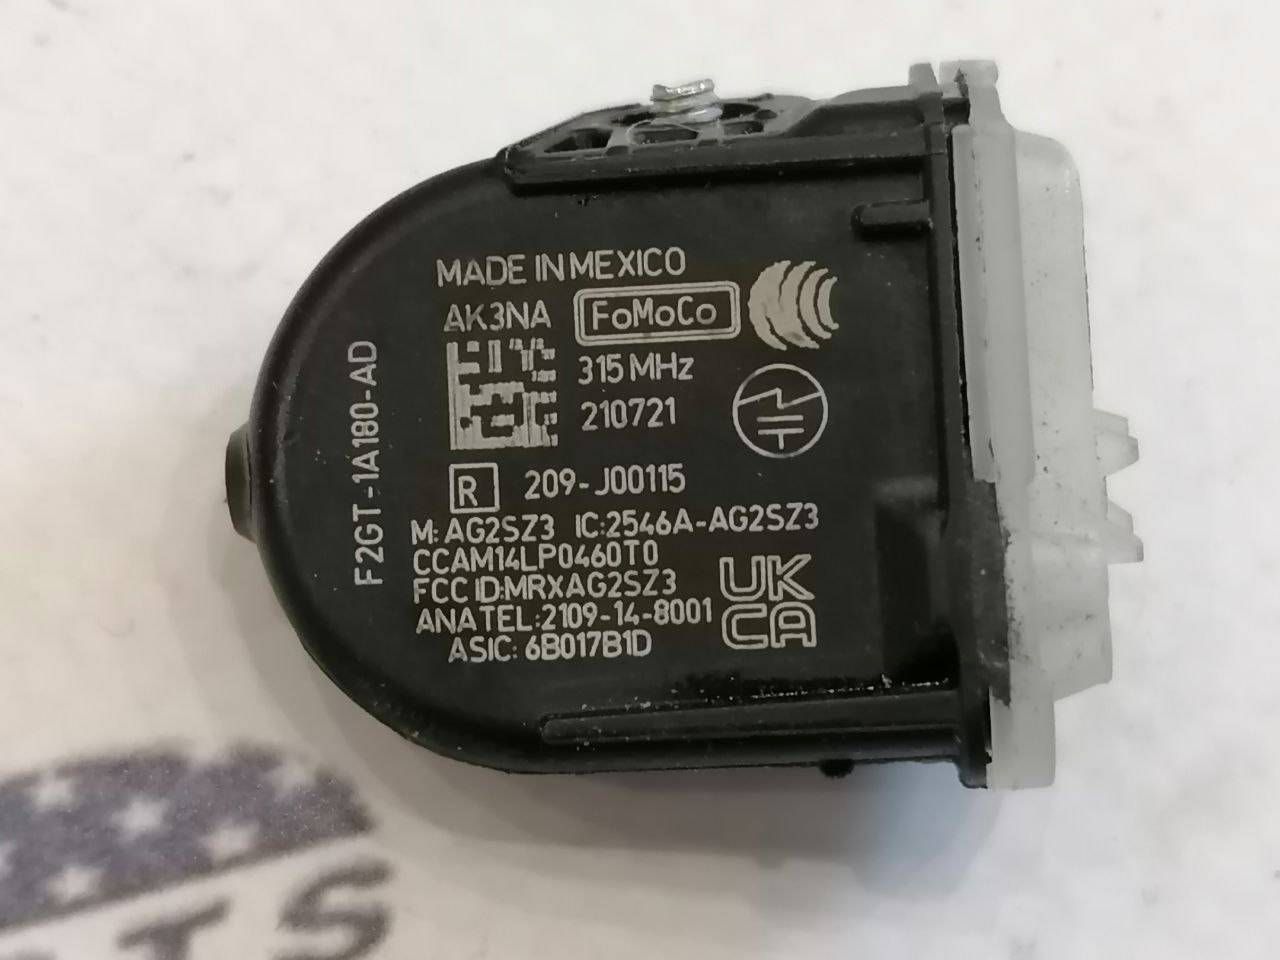 MADE IN MEXICO
AK3NA FoMoCo
315 MHz
210721
R 209-J00115
M: AG2SZ3 IC:2546A-AG2SZ3
CCAM14LP0460T0
FCC ID:MRXAG2SZ3
ANATEL:2109-14-8001
ASIC: 6B017B1D
UK
CA
F2GT-1A180-AD